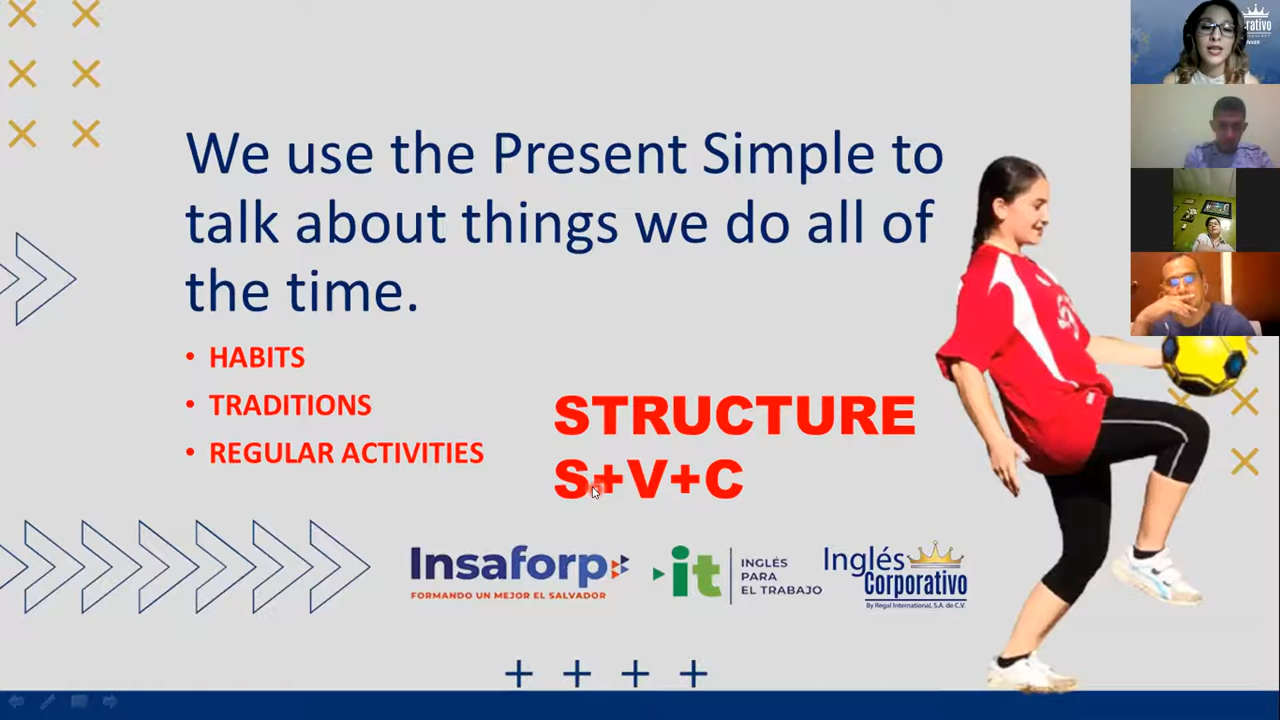 We use the Present Simple to
talk about things we do all of
the time.
• HABITS
• TRADITIONS
• REGULAR ACTIVITIES
STRUCTURE
S+V+C
Insaforp
FORMANDO UN MEJOR EL SALVADOR
it
INGLÉS
PARA
EL TRABAJO
Inglés
Corporativo
By Regal International, S.A. de C.V.
rativo